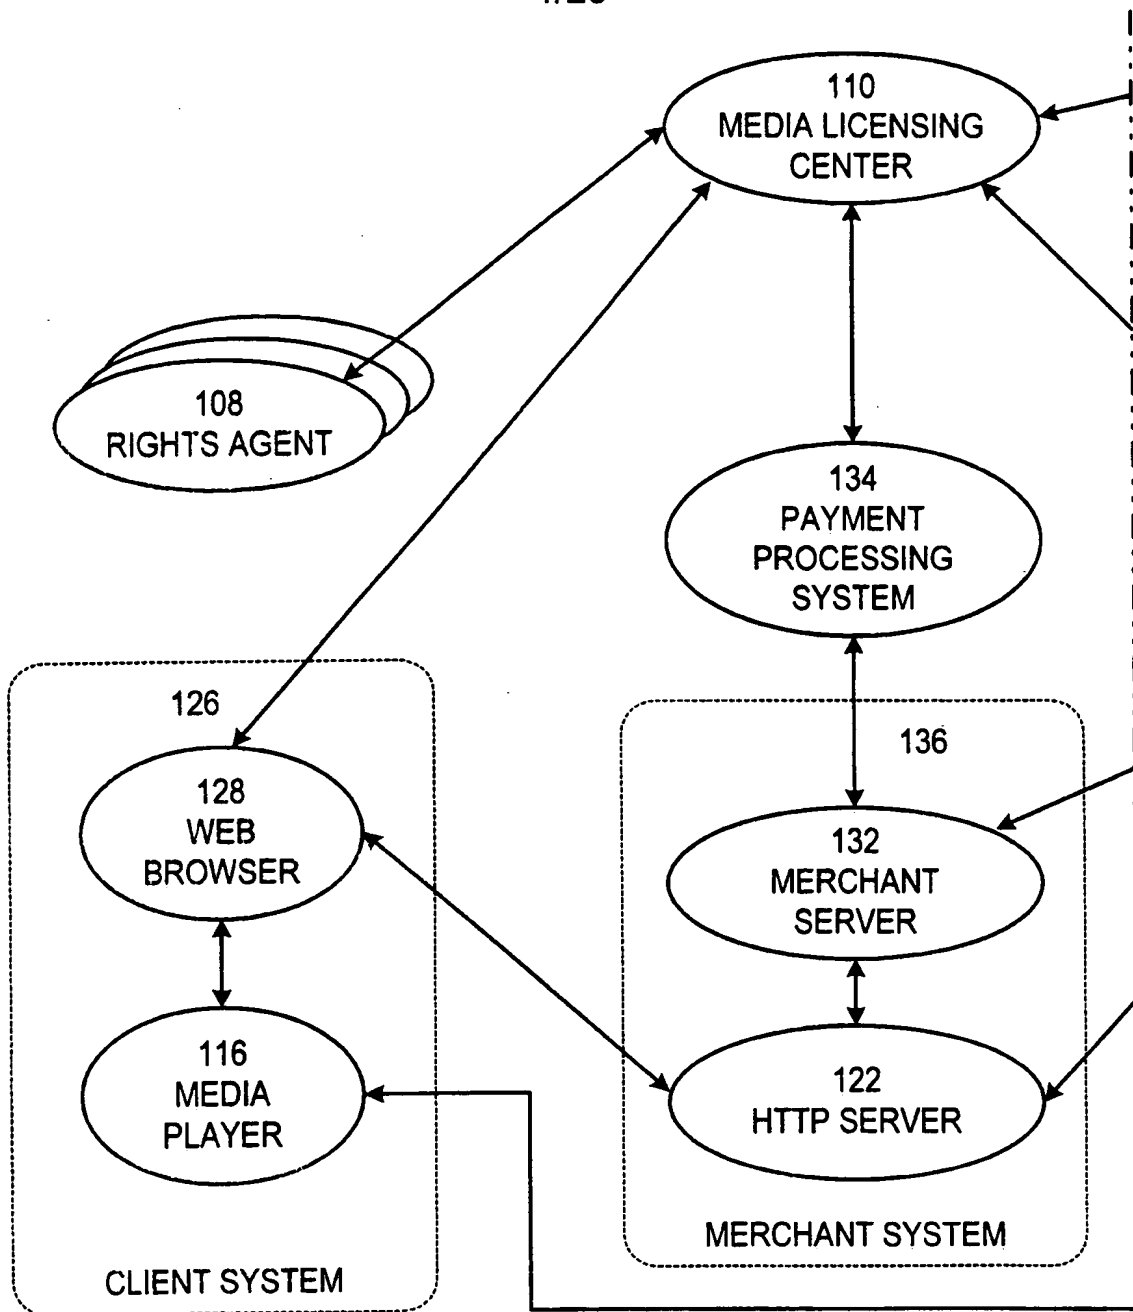 110
MEDIA LICENSING
CENTER
108
RIGHTS AGENT
134
PAYMENT
PROCESSING
SYSTEM
126
136
128
WEB
BROWSER
132
MERCHANT
SERVER
116
MEDIA
PLAYER
122
HTTP SERVER
MERCHANT SYSTEM
CLIENT SYSTEM